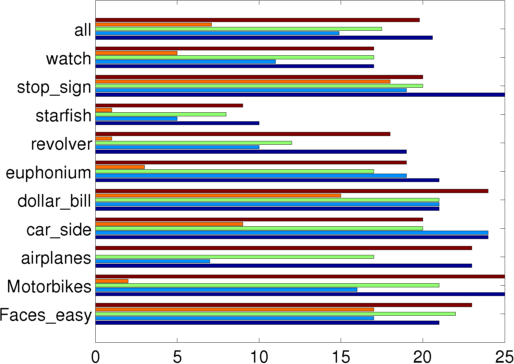 all
watch
stop_sign
starfish
revolver
euphonium
dollar_bill
car_side
airplanes
Motorbikes
Faces_easy
0 5 10 15 20 25